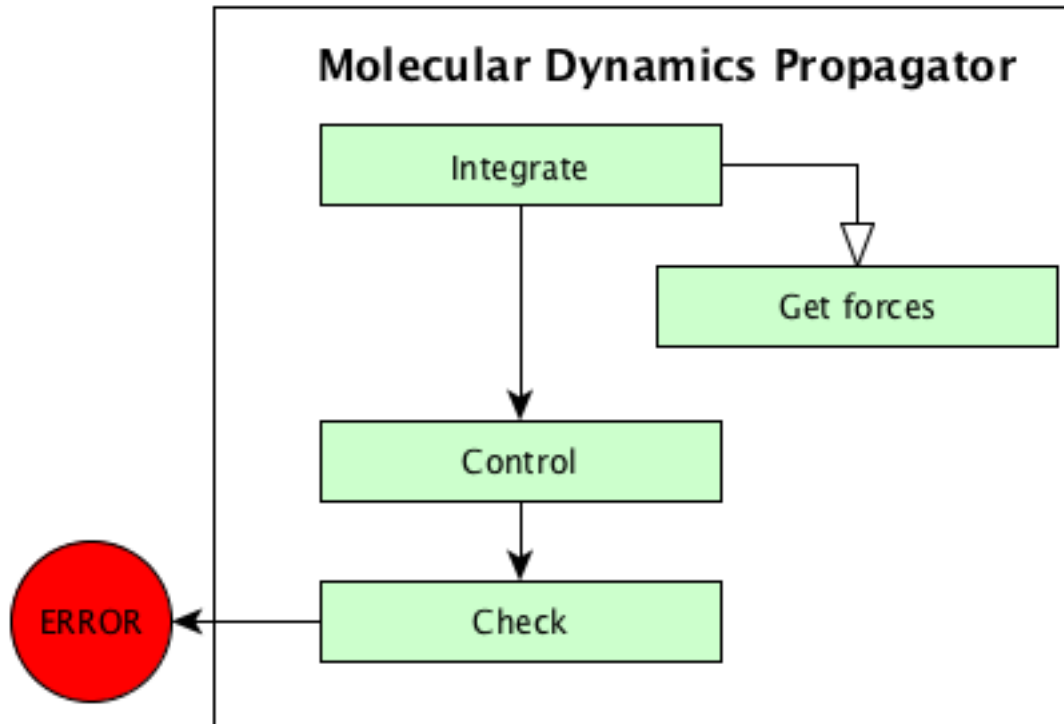 Molecular Dynamics Propagator
Integrate
Get forces
Control
Check
ERROR